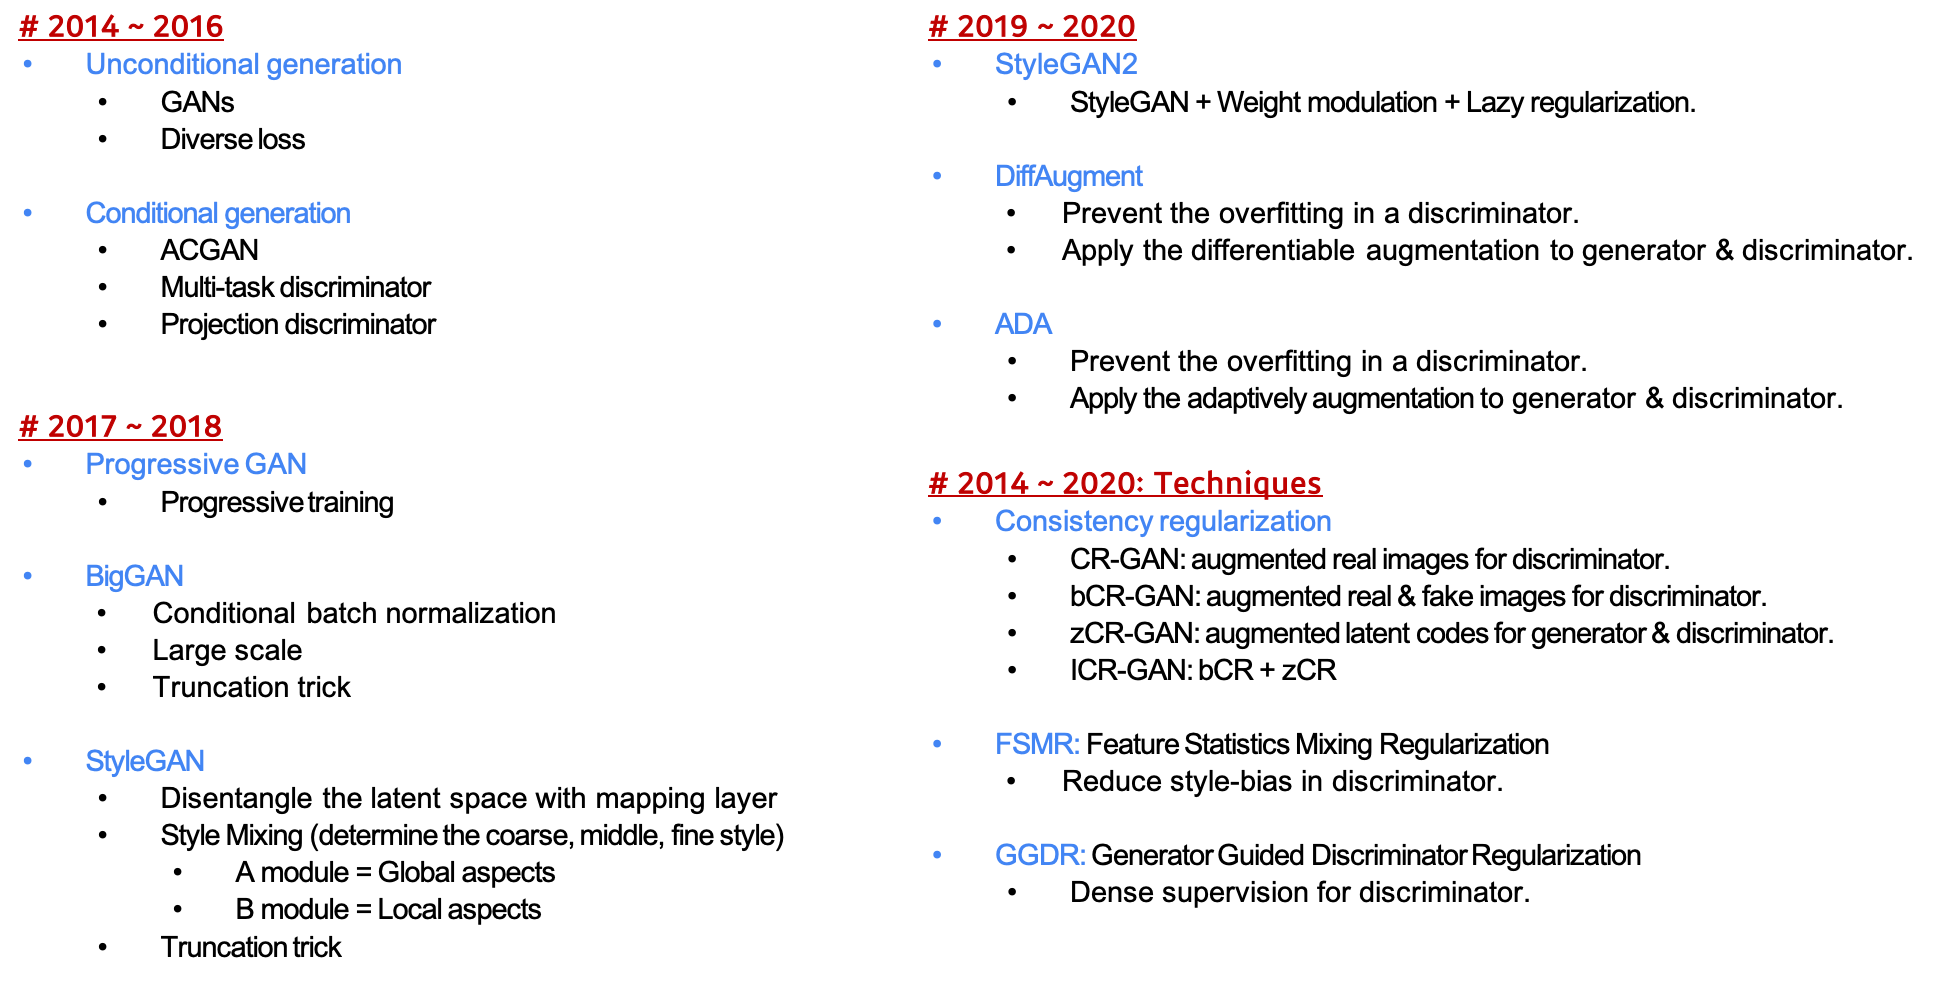 # 2014 ~ 2016
• Unconditional generation
• GANs
• Diverse loss
• Conditional generation
• ACGAN
• Multi-task discriminator
• Projection discriminator
# 2017 ~ 2018
• Progressive GAN
• Progressive training
• BigGAN
• Conditional batch normalization
• Large scale
• Truncation trick
• StyleGAN
• Disentangle the latent space with mapping layer
• Style Mixing (determine the coarse, middle, fine style)
• A module = Global aspects
• B module = Local aspects
• Truncation trick
# 2019 ~ 2020
• StyleGAN2
• StyleGAN + Weight modulation + Lazy regularization.
• DiffAugment
• Prevent the overfitting in a discriminator.
• Apply the differentiable augmentation to generator & discriminator.
• ADA
• Prevent the overfitting in a discriminator.
• Apply the adaptively augmentation to generator & discriminator.
# 2014 ~ 2020: Techniques
• Consistency regularization
• CR-GAN: augmented real images for discriminator.
• bCR-GAN: augmented real & fake images for discriminator.
• zCR-GAN: augmented latent codes for generator & discriminator.
• ICR-GAN: bCR + zCR
• FSMR: Feature Statistics Mixing Regularization
• Reduce style-bias in discriminator.
• GGDR: Generator Guided Discriminator Regularization
• Dense supervision for discriminator.